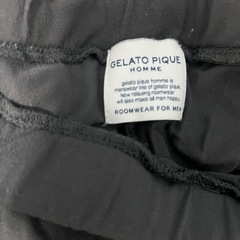 GELATO PIQUE
HOMME
gelato pique homme is
menswear line of gelato pique.
New relaxing roomwear
will also makes all men happy.
ROOMWEAR FOR MEN